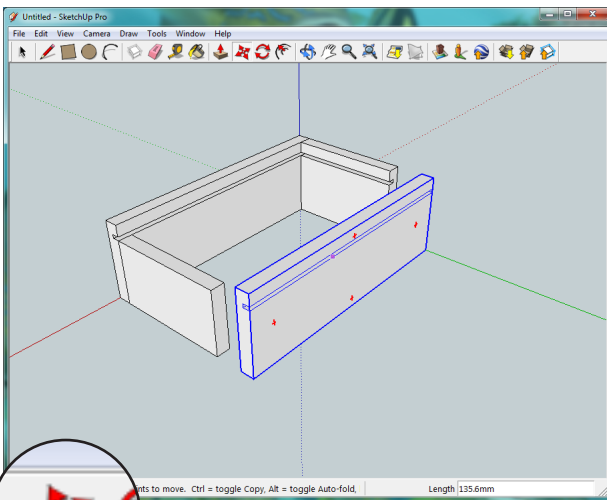 Untitled - SketchUp Pro
File Edit View Camera Draw Tools Window Help
nts to move. Ctrl = toggle Copy, Alt = toggle Auto-fold,
Length 135.6mm